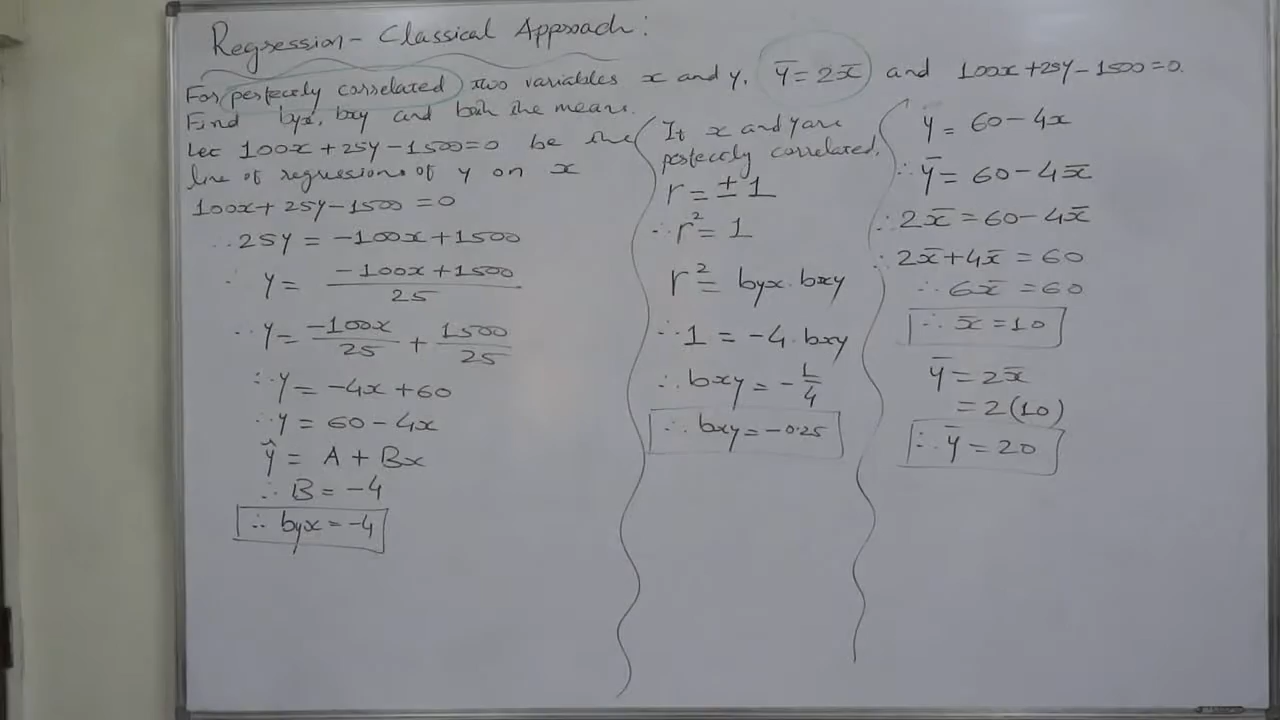 Regression - Classical Approach :
For perfectly correlated two variables x and y, ȳ = 2x̄ and 100x + 25y - 1500 = 0.
Find byx, bxy and both the means.
Let 100x + 25y - 1500 = 0 be the
line of regressions of y on x
100x + 25y - 1500 = 0
∴ 25y = -100x + 1500
∴ y = (-100x + 1500)/25
∴ y = -100x/25 + 1500/25
∴ y = -4x + 60
∴ y = 60 - 4x
ŷ = A + Bx
∴ B = -4
∴ byx = -4
If x and y are
perfectly correlated,
r = ± 1
∴ r² = 1
r² = byx . bxy
∴ 1 = -4 . bxy
∴ bxy = -1/4
∴ bxy = -0.25
y = 60 - 4x
∴ ȳ = 60 - 4x̄
∴ 2x̄ = 60 - 4x̄
∴ 2x̄ + 4x̄ = 60
∴ 6x̄ = 60
∴ x̄ = 10
ȳ = 2x̄
= 2(10)
∴ ȳ = 20